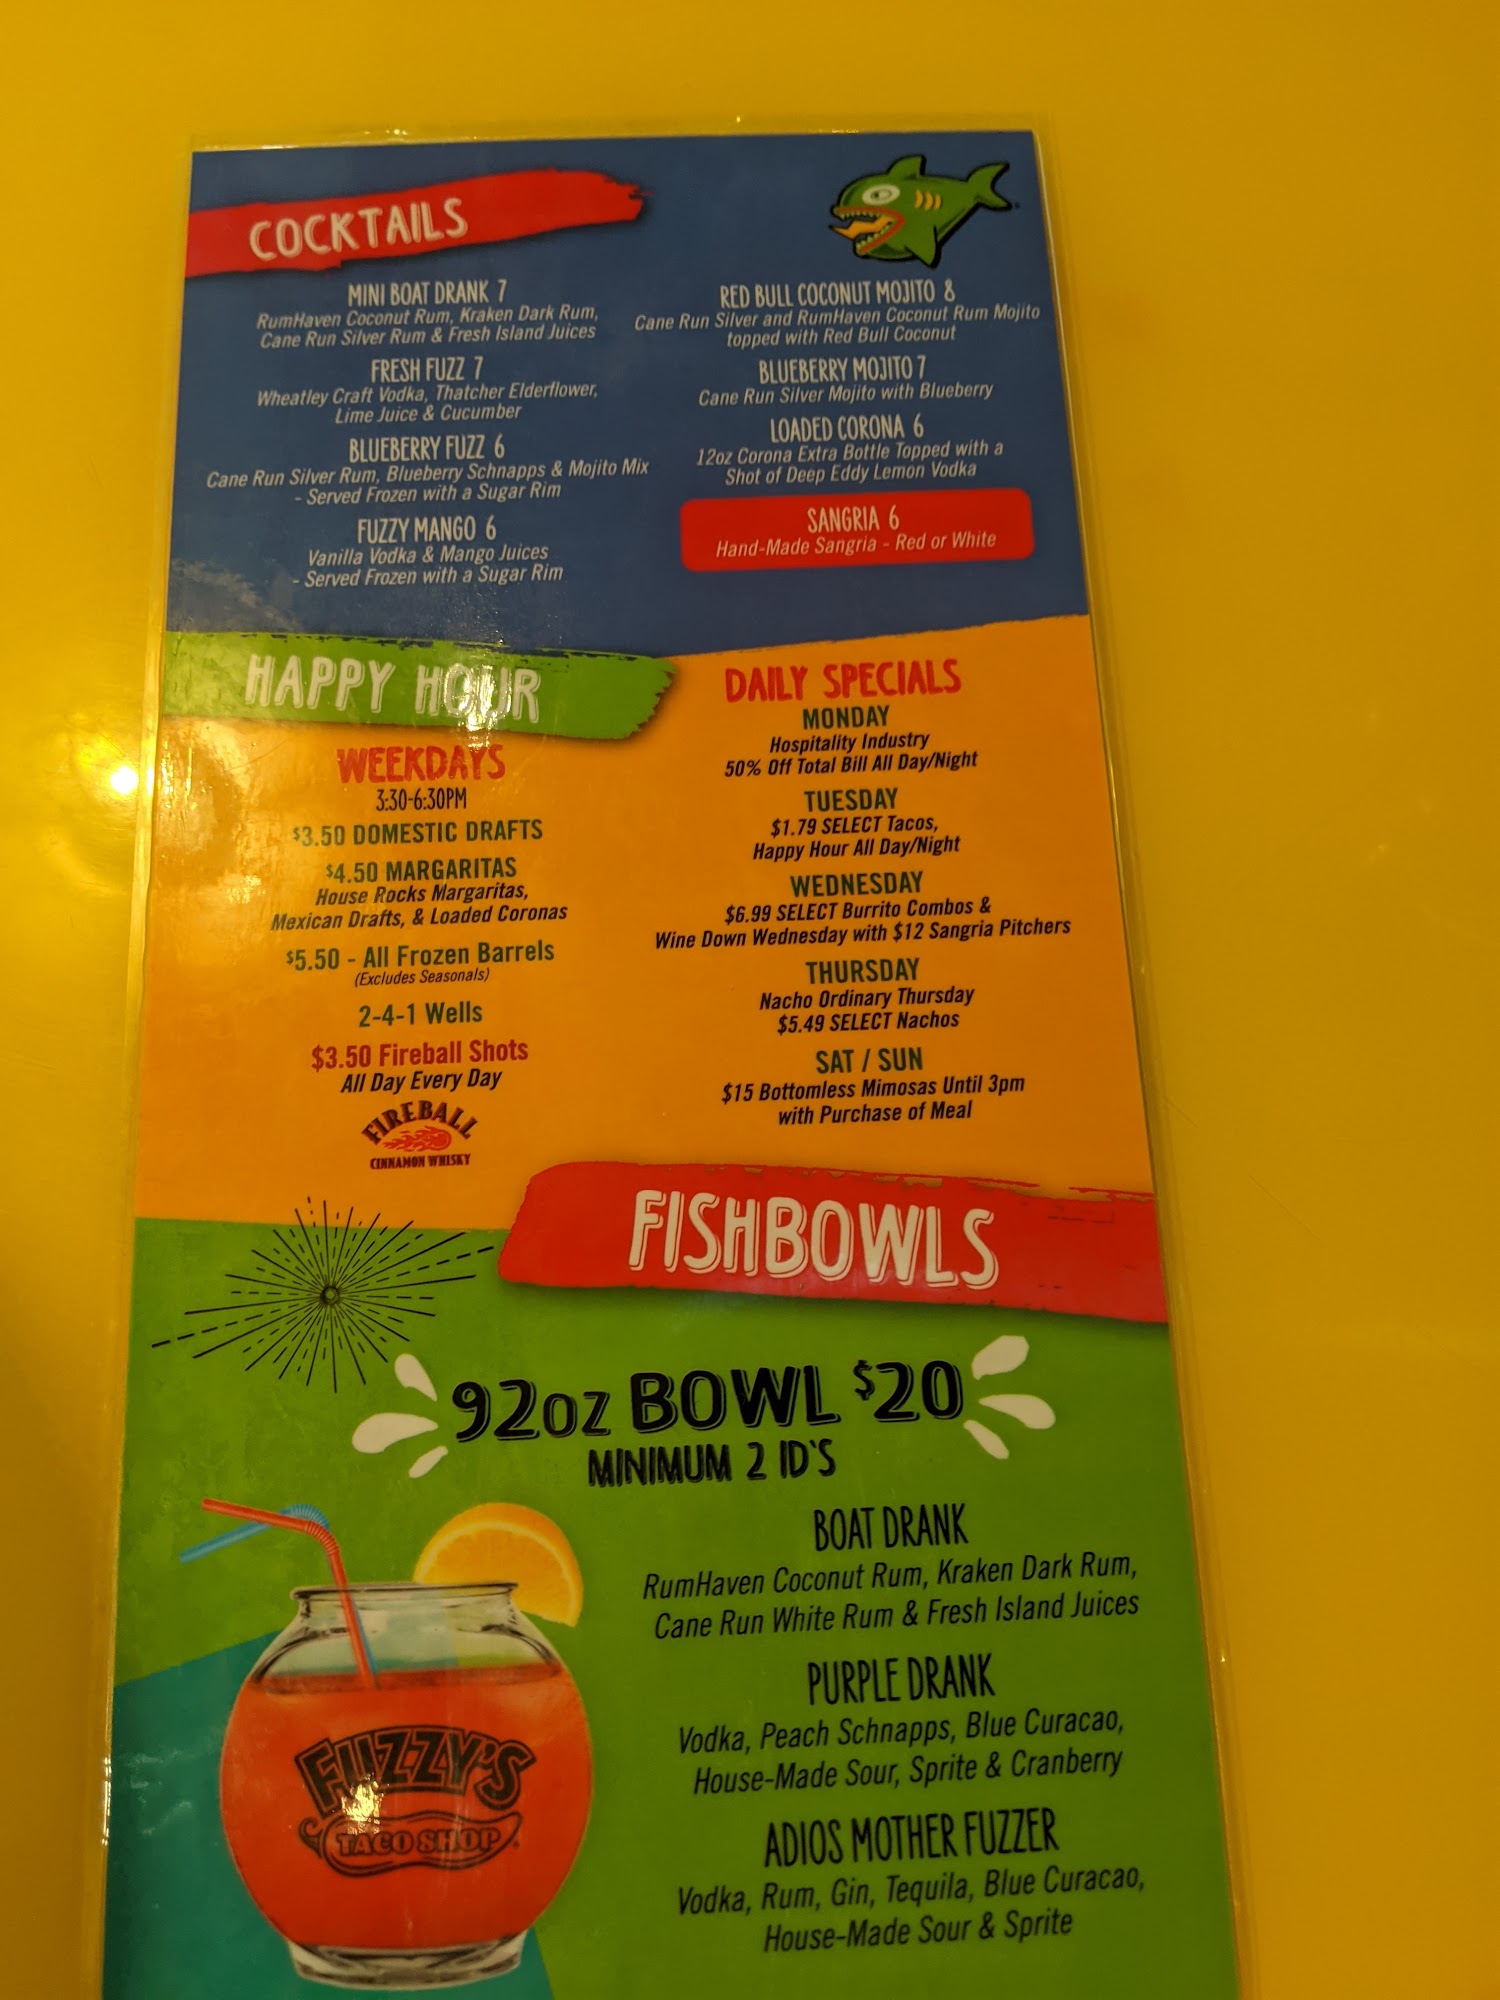 COCKTAILS
MINI BOAT DRANK 7
RumHaven Coconut Rum, Kraken Dark Rum,
Cane Run Silver Rum & Fresh Island Juices
FRESH FUZZ 7
Wheatley Craft Vodka, Thatcher Elderflower,
Lime Juice & Cucumber
BLUEBERRY FUZZ 6
Cane Run Silver Rum, Blueberry Schnapps & Mojito Mix
- Served Frozen with a Sugar Rim
FUZZY MANGO 6
Vanilla Vodka & Mango Juices
- Served Frozen with a Sugar Rim
RED BULL COCONUT MOJITO 8
Cane Run Silver and RumHaven Coconut Rum Mojito
topped with Red Bull Coconut
BLUEBERRY MOJITO 7
Cane Run Silver Mojito with Blueberry
LOADED CORONA 6
12oz Corona Extra Bottle Topped with a
Shot of Deep Eddy Lemon Vodka
SANGRIA 6
Hand-Made Sangria - Red or White
HAPPY HOUR
WEEKDAYS
3:30-6:30PM
$3.50 DOMESTIC DRAFTS
$4.50 MARGARITAS
House Rocks Margaritas,
Mexican Drafts, & Loaded Coronas
$5.50 - All Frozen Barrels
(Excludes Seasonals)
2-4-1 Wells
$3.50 Fireball Shots
All Day Every Day
FIREBALL
CINNAMON WHISKY
DAILY SPECIALS
MONDAY
Hospitality Industry
50% Off Total Bill All Day/Night
TUESDAY
$1.79 SELECT Tacos,
Happy Hour All Day/Night
WEDNESDAY
$6.99 SELECT Burrito Combos &
Wine Down Wednesday with $12 Sangria Pitchers
THURSDAY
Nacho Ordinary Thursday
$5.49 SELECT Nachos
SAT / SUN
$15 Bottomless Mimosas Until 3pm
with Purchase of Meal
FISHBOWLS
92oz BOWL $20
MINIMUM 2 ID'S
BOAT DRANK
RumHaven Coconut Rum, Kraken Dark Rum,
Cane Run White Rum & Fresh Island Juices
PURPLE DRANK
Vodka, Peach Schnapps, Blue Curacao,
House-Made Sour, Sprite & Cranberry
ADIOS MOTHER FUZZER
Vodka, Rum, Gin, Tequila, Blue Curacao,
House-Made Sour & Sprite
FUZZY'S
TACO SHOP